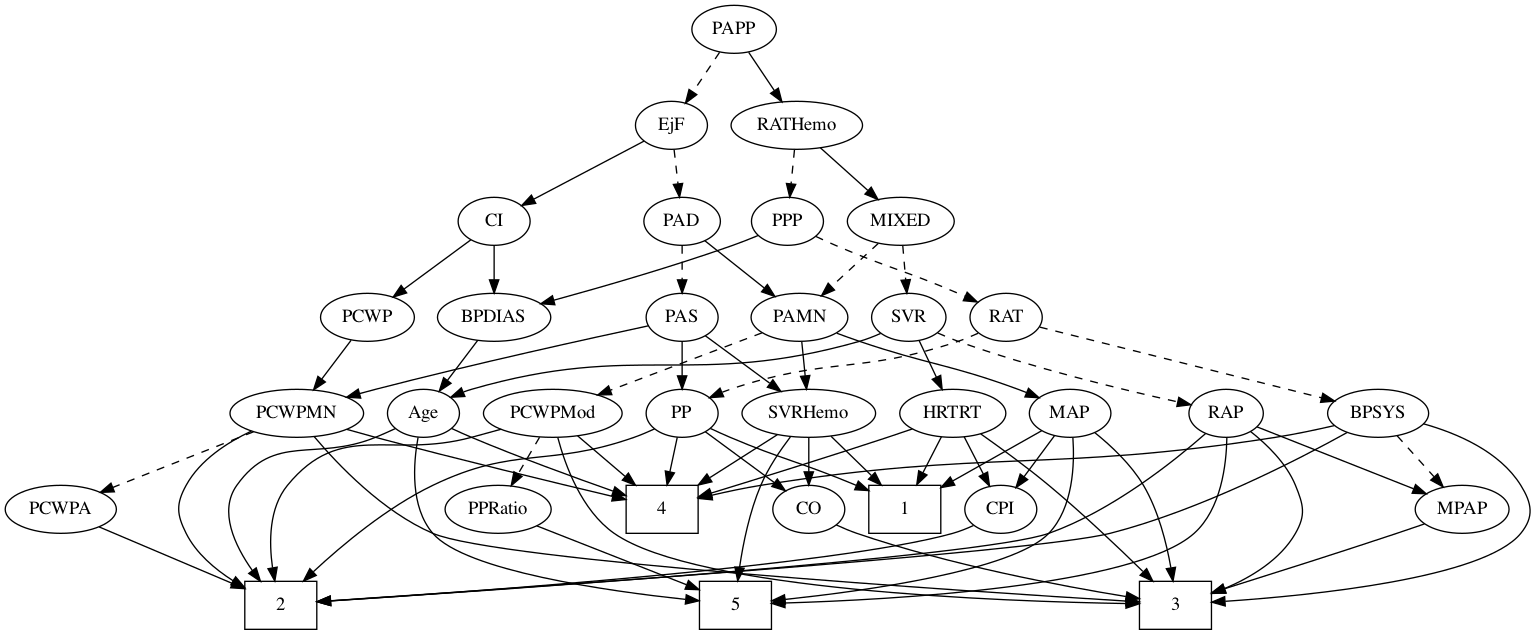 PAPP
EjF
RATHemo
CI
PAD
PPP
MIXED
PCWP
BPDIAS
PAS
PAMN
SVR
RAT
PCWPMN
Age
PCWPMod
PP
SVRHemo
HRTRT
MAP
RAP
BPSYS
PCWPA
PPRatio
4
CO
1
CPI
MPAP
2
5
3